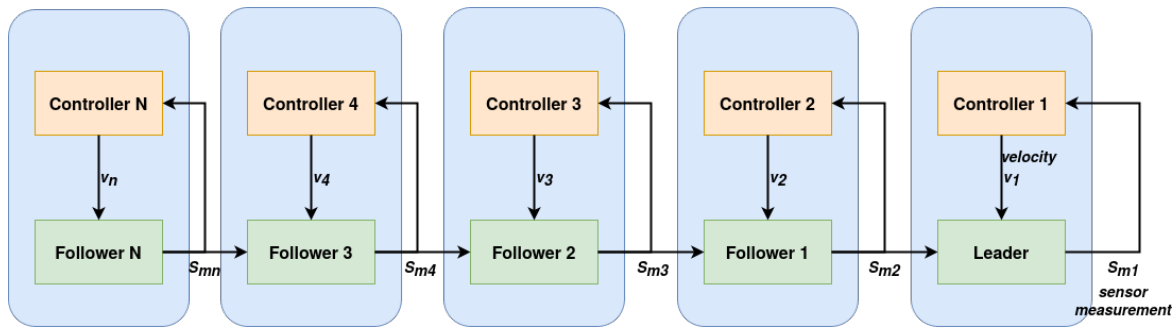 Controller N
Controller 4
Controller 3
Controller 2
Controller 1
vn
v4
v3
v2
velocity
v1
Follower N
Follower 3
Follower 2
Follower 1
Leader
Smn
Sm4
Sm3
Sm2
Sm1
sensor
measurement